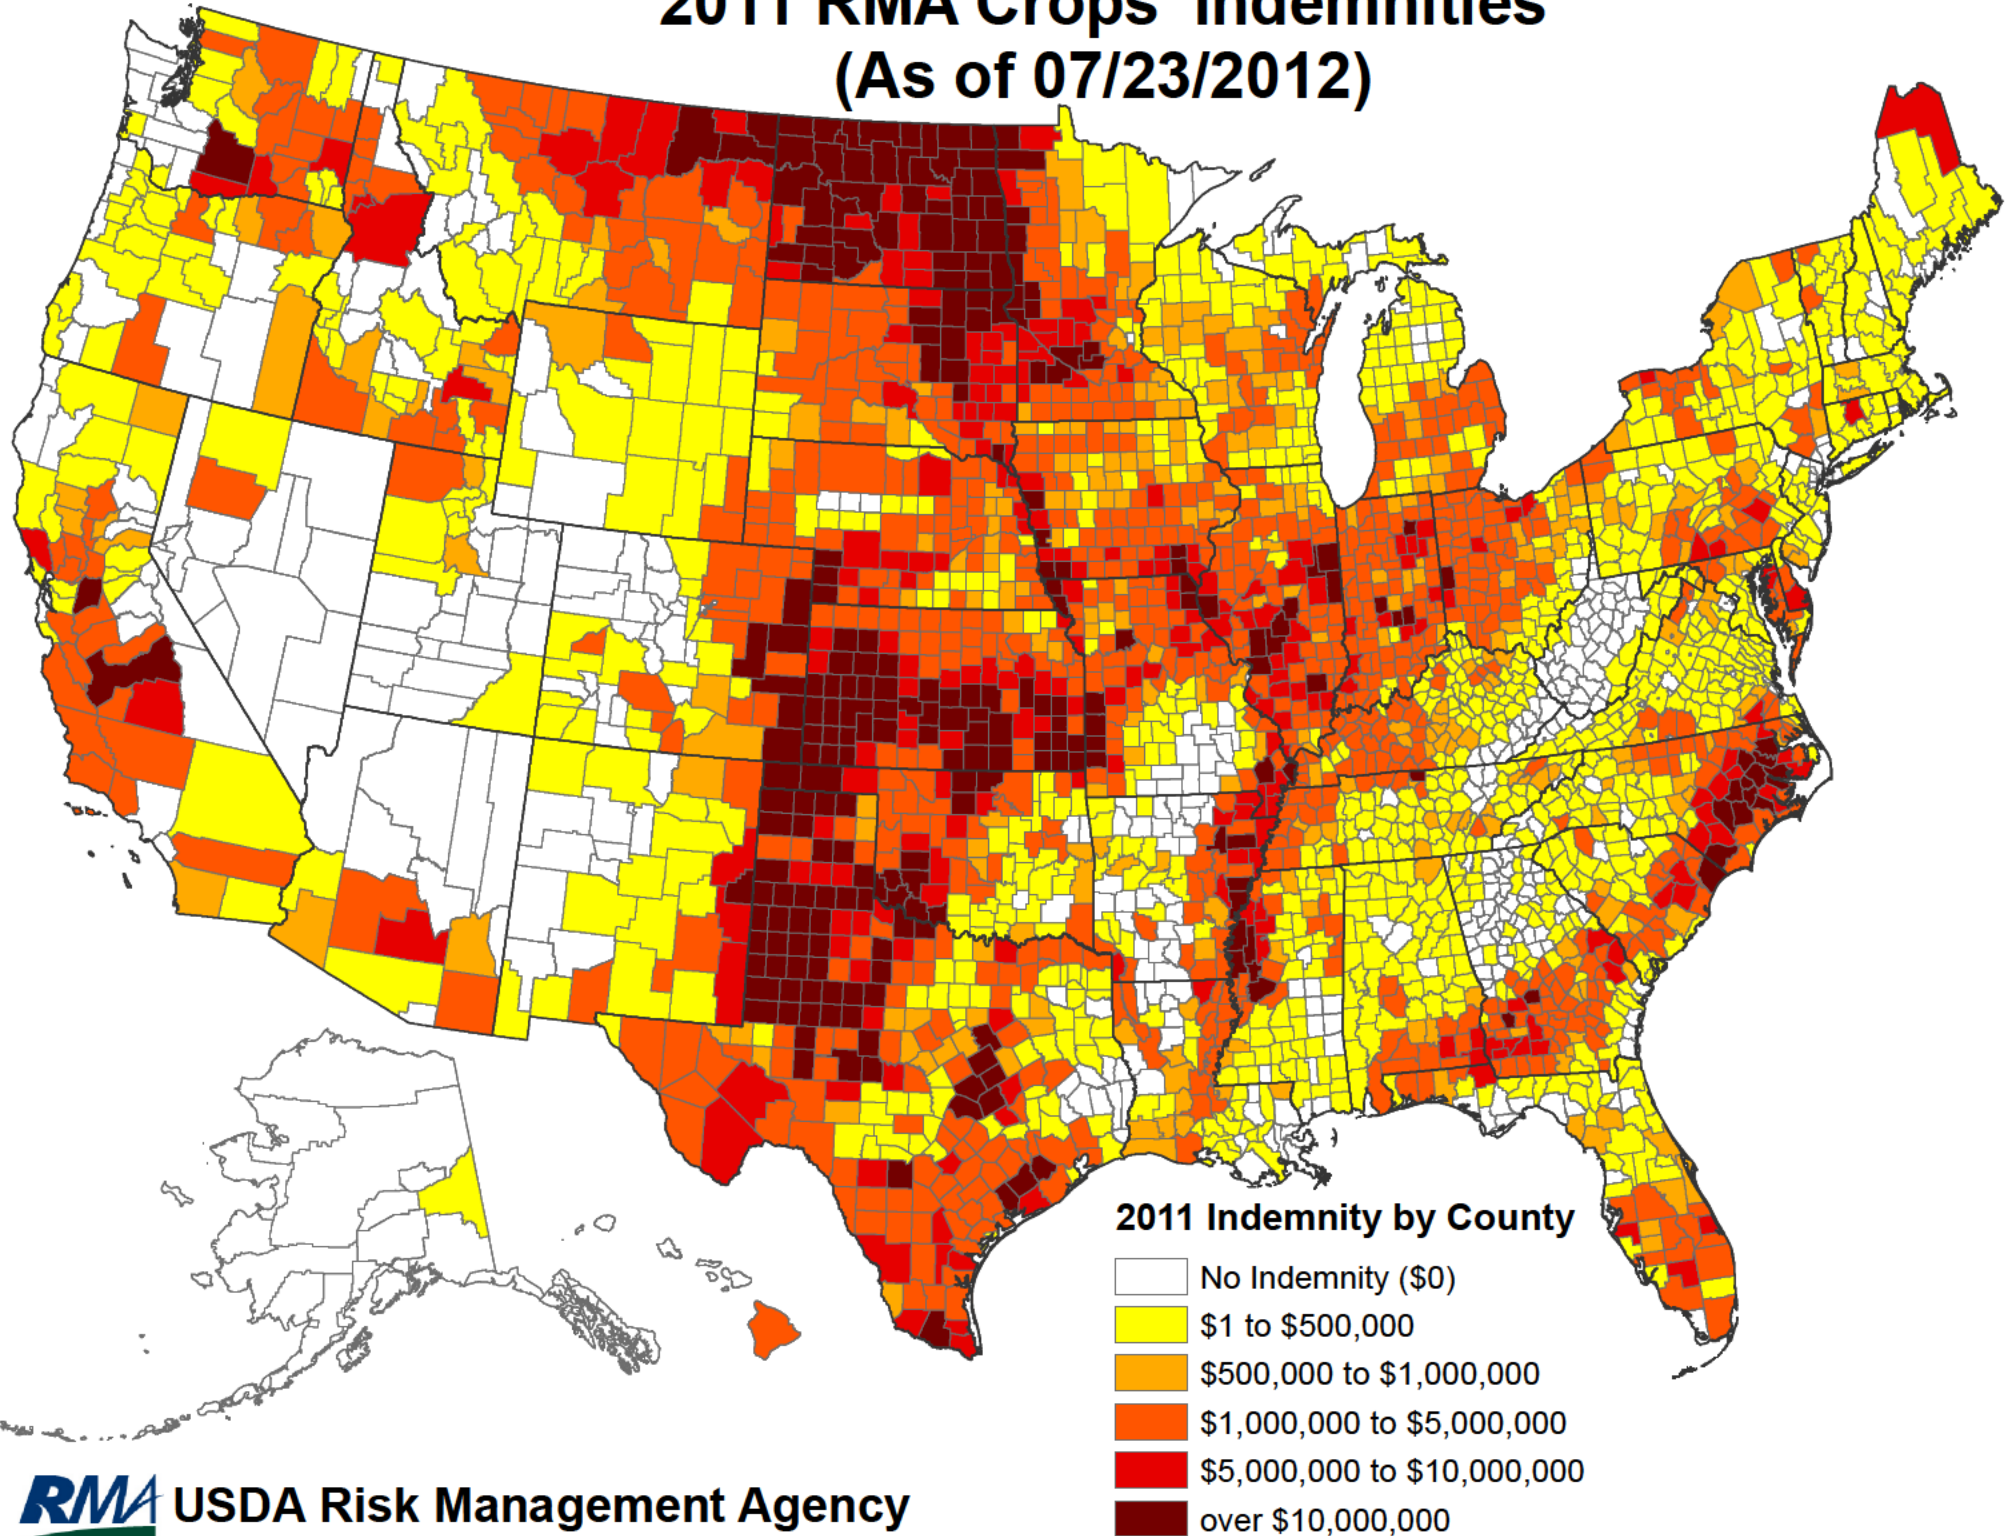 2011 RMA Crops' Indemnities
(As of 07/23/2012)
2011 Indemnity by County
No Indemnity ($0)
$1 to $500,000
$500,000 to $1,000,000
$1,000,000 to $5,000,000
$5,000,000 to $10,000,000
over $10,000,000
RMA USDA Risk Management Agency